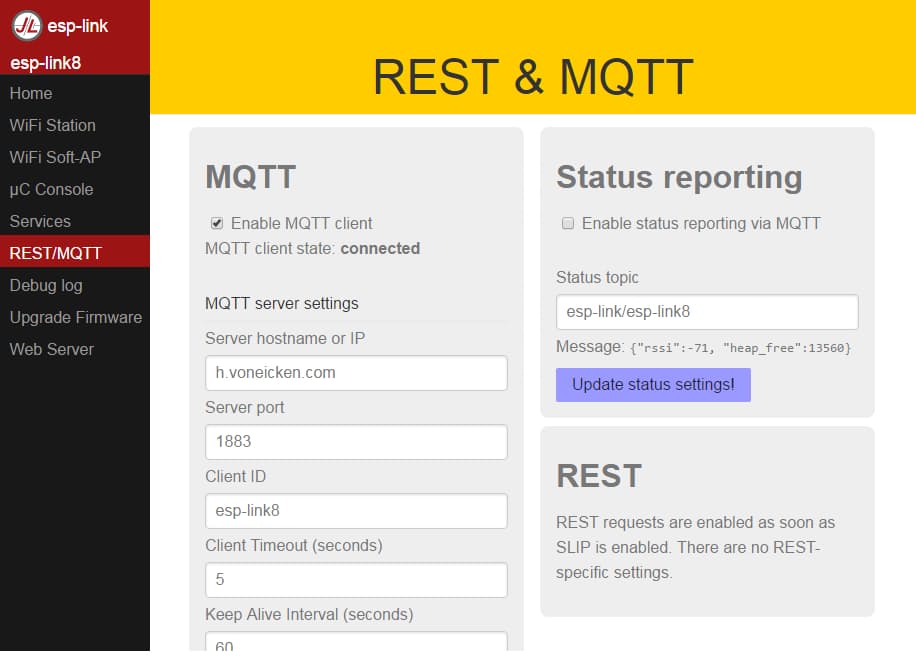 JL esp-link
esp-link8
Home
WiFi Station
WiFi Soft-AP
µC Console
Services
REST/MQTT
Debug log
Upgrade Firmware
Web Server
REST & MQTT
MQTT
Enable MQTT client
MQTT client state: connected
MQTT server settings
Server hostname or IP
h.voneicken.com
Server port
1883
Client ID
esp-link8
Client Timeout (seconds)
5
Keep Alive Interval (seconds)
60
Status reporting
Enable status reporting via MQTT
Status topic
esp-link/esp-link8
Message: {"rssi":-71, "heap_free":13560}
Update status settings!
REST
REST requests are enabled as soon as
SLIP is enabled. There are no REST-
specific settings.